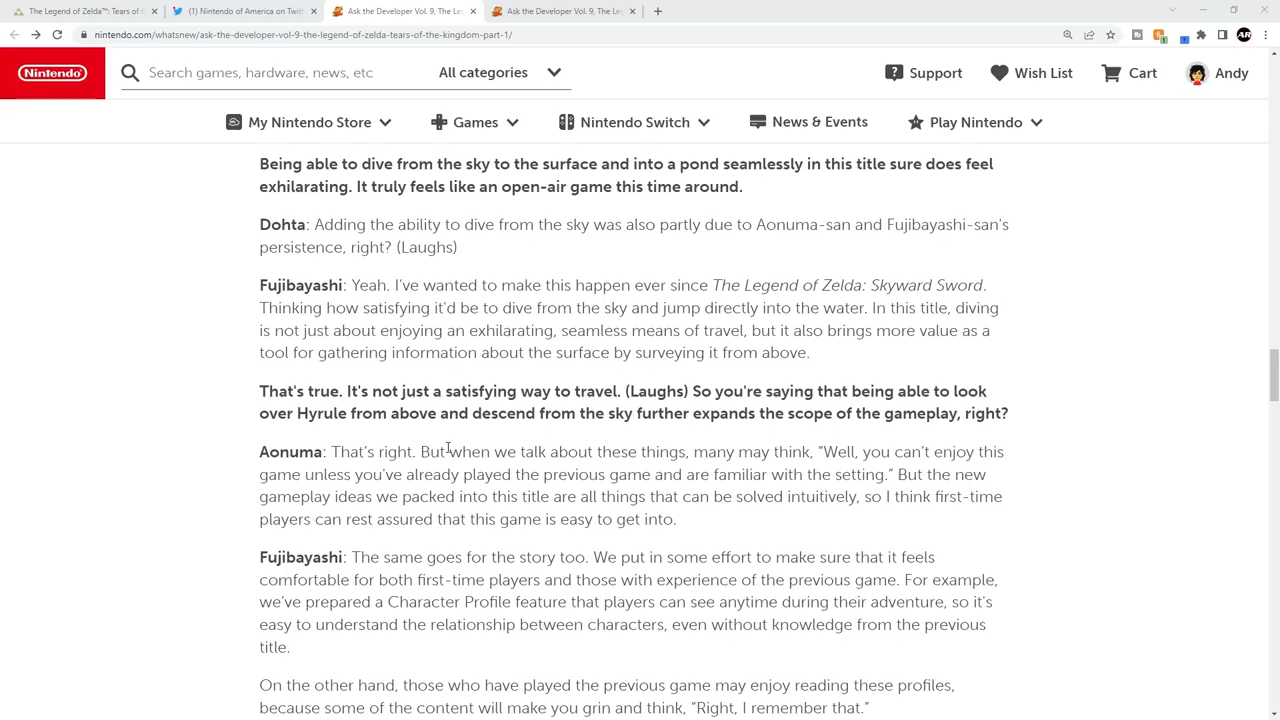 The Legend of Zelda™: Tears of t
(1) Nintendo of America on Twitt
Ask the Developer Vol. 9, The Leg
Ask the Developer Vol. 9, The Leg
nintendo.com/whatsnew/ask-the-developer-vol-9-the-legend-of-zelda-tears-of-the-kingdom-part-1/
AR
Nintendo
Search games, hardware, news, etc
All categories
Support
Wish List
Cart
Andy
My Nintendo Store
Games
Nintendo Switch
News & Events
Play Nintendo
Being able to dive from the sky to the surface and into a pond seamlessly in this title sure does feel
exhilarating. It truly feels like an open-air game this time around.
Dohta: Adding the ability to dive from the sky was also partly due to Aonuma-san and Fujibayashi-san's
persistence, right? (Laughs)
Fujibayashi: Yeah. I've wanted to make this happen ever since The Legend of Zelda: Skyward Sword.
Thinking how satisfying it'd be to dive from the sky and jump directly into the water. In this title, diving
is not just about enjoying an exhilarating, seamless means of travel, but it also brings more value as a
tool for gathering information about the surface by surveying it from above.
That's true. It's not just a satisfying way to travel. (Laughs) So you're saying that being able to look
over Hyrule from above and descend from the sky further expands the scope of the gameplay, right?
Aonuma: That's right. But when we talk about these things, many may think, “Well, you can’t enjoy this
game unless you've already played the previous game and are familiar with the setting.” But the new
gameplay ideas we packed into this title are all things that can be solved intuitively, so I think first-time
players can rest assured that this game is easy to get into.
Fujibayashi: The same goes for the story too. We put in some effort to make sure that it feels
comfortable for both first-time players and those with experience of the previous game. For example,
we’ve prepared a Character Profile feature that players can see anytime during their adventure, so it's
easy to understand the relationship between characters, even without knowledge from the previous
title.
On the other hand, those who have played the previous game may enjoy reading these profiles,
because some of the content will make you grin and think, “Right, I remember that.”